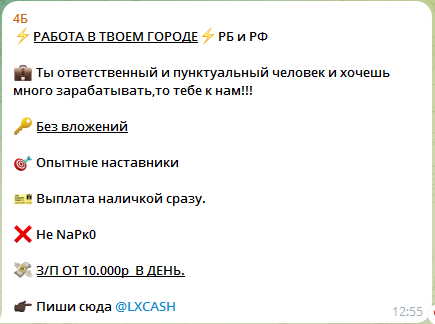 4Б
⚡РАБОТА В ТВОЕМ ГОРОДЕ⚡РБ и РФ
💼 Ты ответственный и пунктуальный человек и хочешь
много зарабатывать,то тебе к нам!!!
🔑 Без вложений
🎯 Опытные наставники
🎫 Выплата наличкой сразу.
❌ Не NaPк0
💸 З/П ОТ 10.000р  В ДЕНЬ.
👉🏿 Пиши сюда @LXCASH
12:55